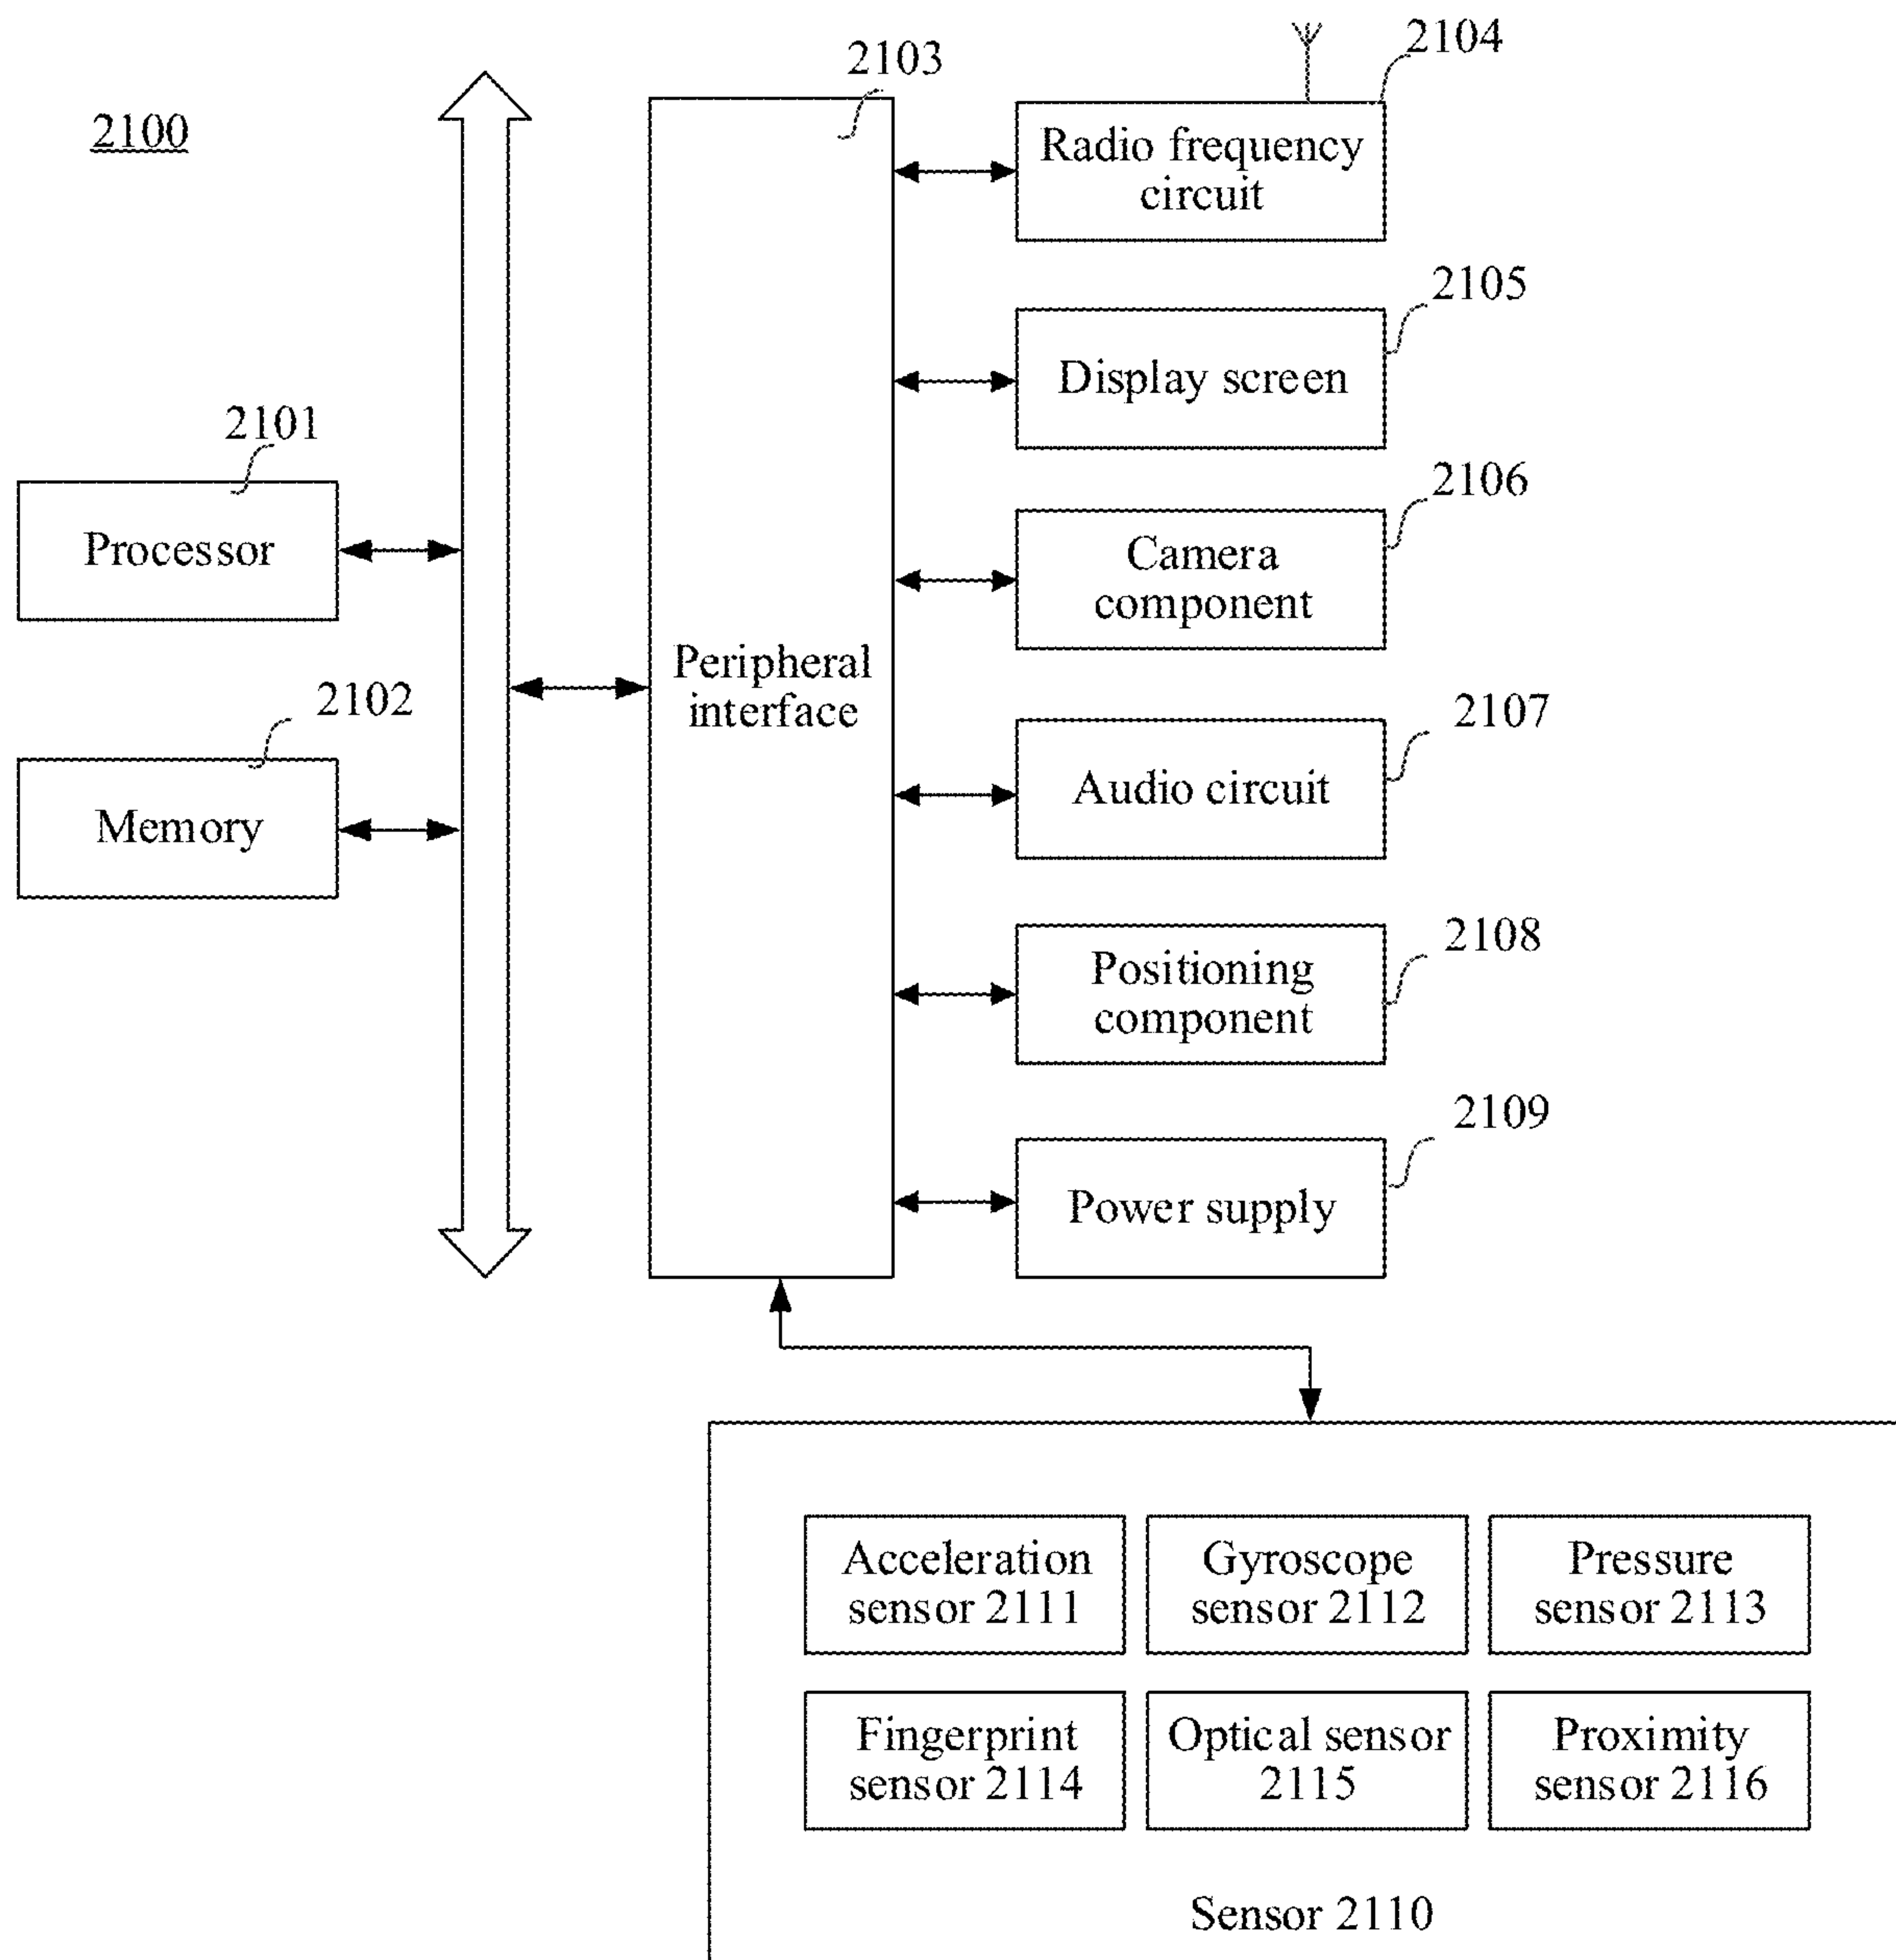 2100
2101
Processor
2102
Memory
2103
Peripheral
interface
2104
Radio frequency
circuit
2105
Display screen
2106
Camera
component
2107
Audio circuit
2108
Positioning
component
2109
Power supply
Acceleration
sensor 2111
Gyroscope
sensor 2112
Pressure
sensor 2113
Fingerprint
sensor 2114
Optical sensor
2115
Proximity
sensor 2116
Sensor 2110